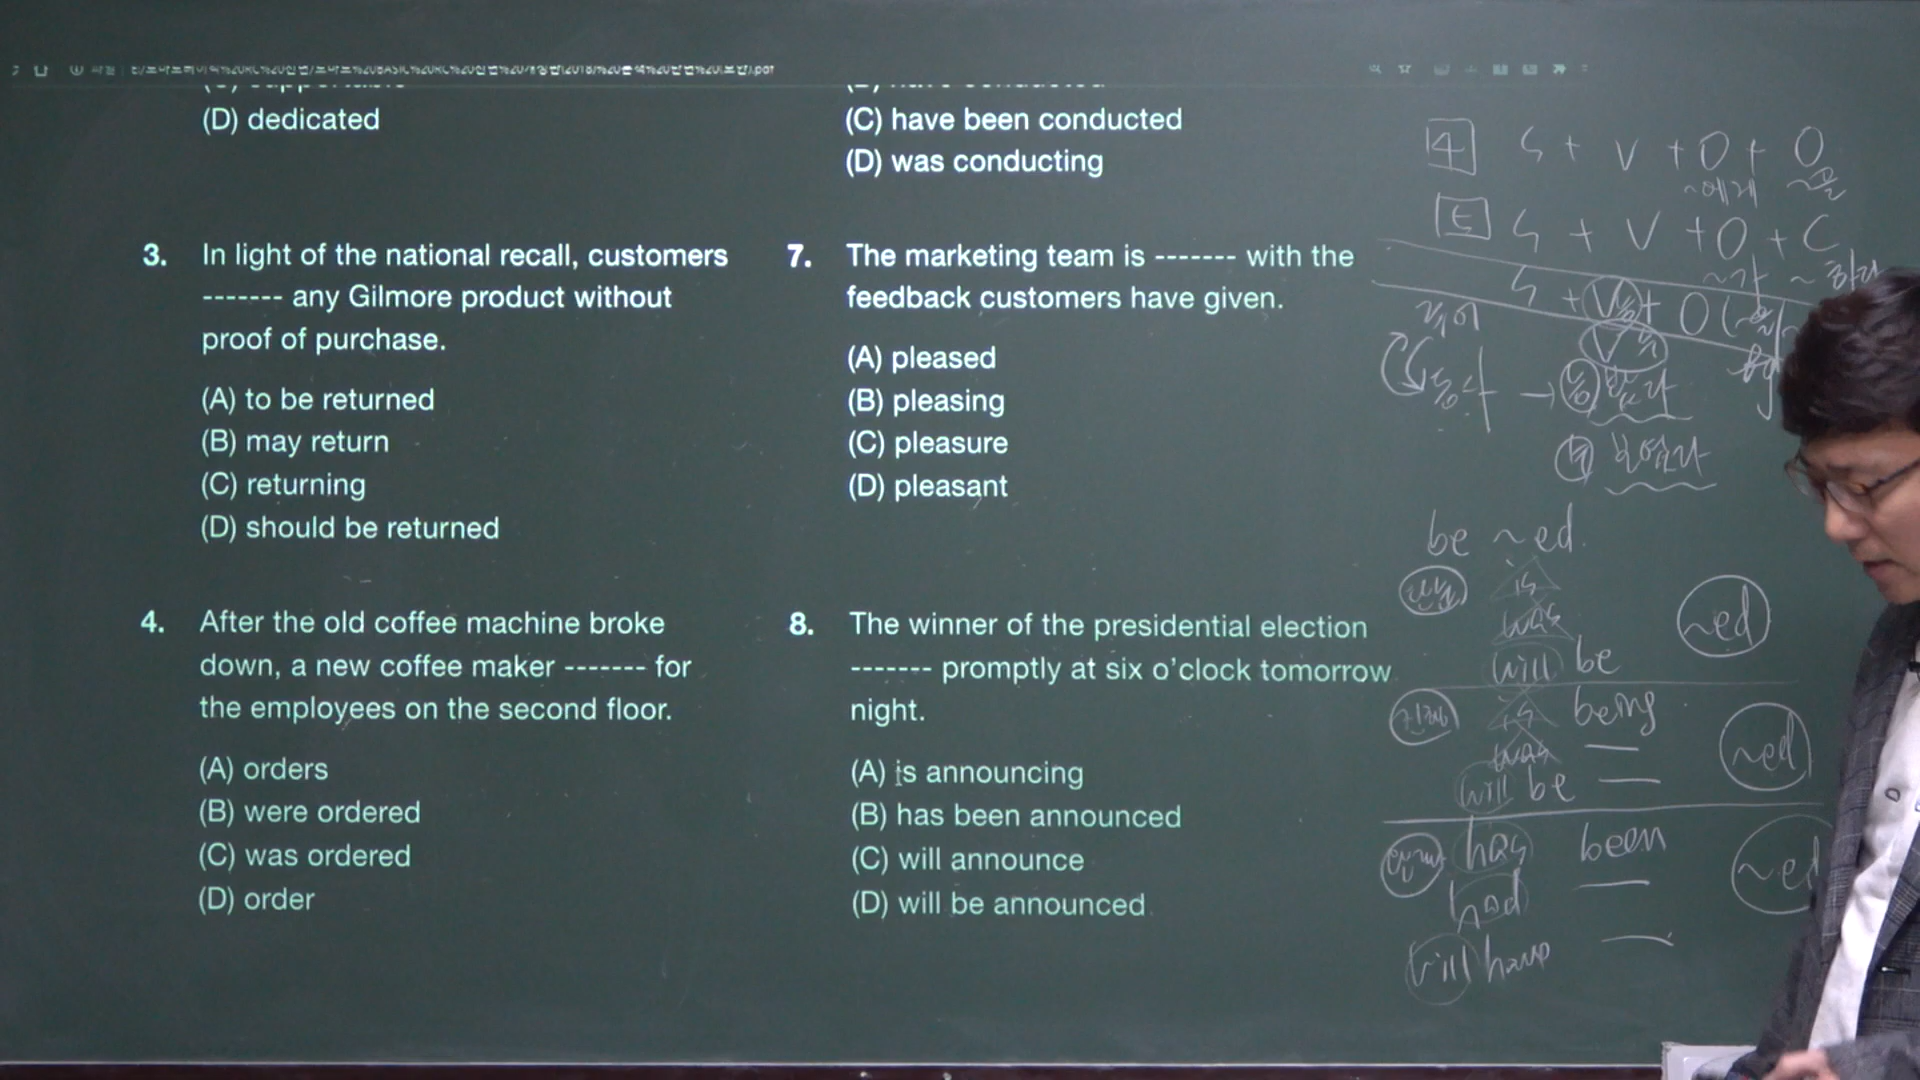 (D) dedicated
3. In light of the national recall, customers
------- any Gilmore product without
proof of purchase.
(A) to be returned
(B) may return
(C) returning
(D) should be returned
4. After the old coffee machine broke
down, a new coffee maker ------- for
the employees on the second floor.
(A) orders
(B) were ordered
(C) was ordered
(D) order
(C) have been conducted
(D) was conducting
7. The marketing team is ------- with the
feedback customers have given.
(A) pleased
(B) pleasing
(C) pleasure
(D) pleasant
8. The winner of the presidential election
------- promptly at six o’clock tomorrow
night.
(A) is announcing
(B) has been announced
(C) will announce
(D) will be announced
4 S + V + O + O
~에게 ~을
5 S + V + O + C
~가
S + V + O
동사 →
be ~ed.
is
was
will be ~ed
is being
was
will be ~ed
has been
had ~ed
will have